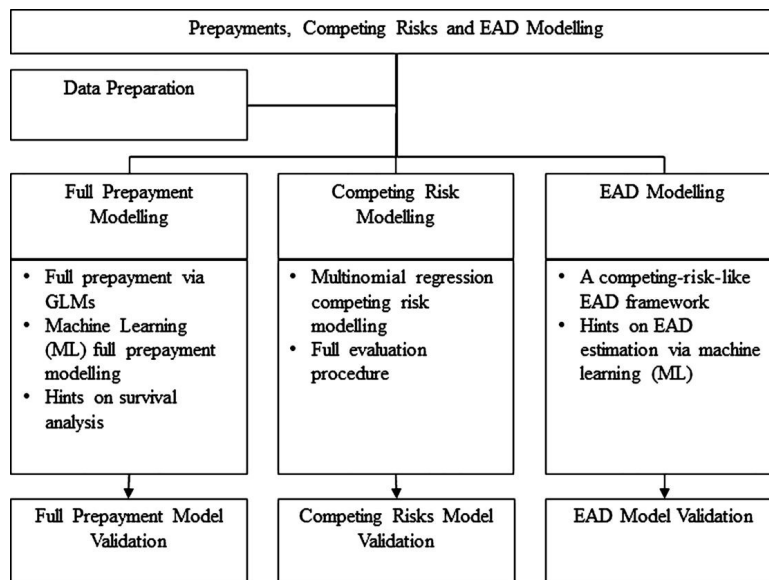 Prepayments, Competing Risks and EAD Modelling
Data Preparation
Full Prepayment
Modelling
• Full prepayment via
GLMs
• Machine Learning
(ML) full prepayment
modelling
• Hints on survival
analysis
Full Prepayment Model
Validation
Competing Risk
Modelling
• Multinomial regression
competing risk
modelling
• Full evaluation
procedure
Competing Risks Model
Validation
EAD Modelling
• A competing-risk-like
EAD framework
• Hints on EAD
estimation via machine
learning (ML)
EAD Model Validation